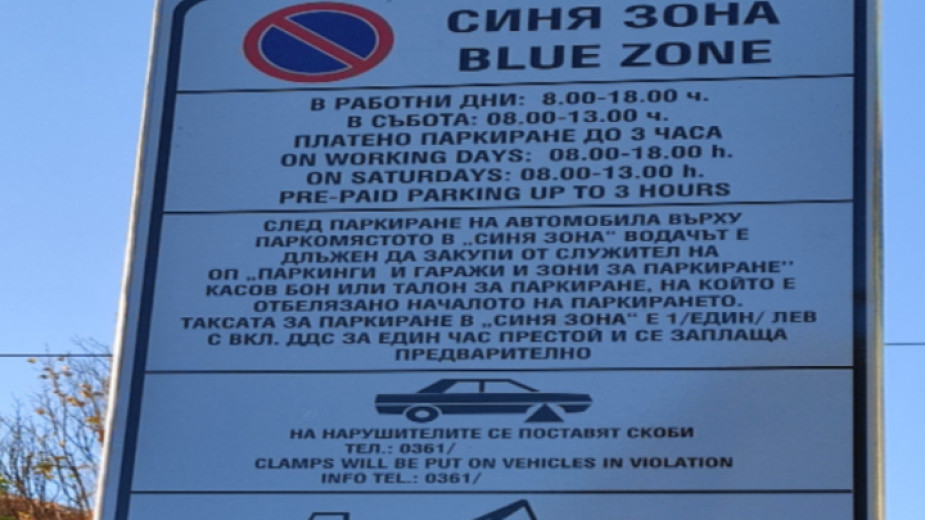 СИНЯ ЗОНА
BLUE ZONE
В РАБОТНИ ДНИ: 8.00-18.00 ч.
В СЪБОТА: 08.00-13.00 ч.
ПЛАТЕНО ПАРКИРАНЕ ДО 3 ЧАСА
ON WORKING DAYS: 08.00-18.00 h.
ON SATURDAYS: 08.00-13.00 h.
PRE-PAID PARKING UP TO 3 HOURS
СЛЕД ПАРКИРАНЕ НА АВТОМОБИЛА ВЪРХУ
ПАРКОМЯСТОТО В „СИНЯ ЗОНА“ ВОДАЧЪТ Е
ДЛЪЖЕН ДА ЗАКУПИ ОТ СЛУЖИТЕЛ НА
ОП „ПАРКИНГИ И ГАРАЖИ И ЗОНИ ЗА ПАРКИРАНЕ”
КАСОВ БОН ИЛИ ТАЛОН ЗА ПАРКИРАНЕ, НА КОЙТО Е
ОТБЕЛЯЗАНО НАЧАЛОТО НА ПАРКИРАНЕТО.
ТАКСАТА ЗА ПАРКИРАНЕ В „СИНЯ ЗОНА“ Е 1/ЕДИН/ ЛЕВ
С ВКЛ. ДДС ЗА ЕДИН ЧАС ПРЕСТОЙ И СЕ ЗАПЛАЩА
ПРЕДВАРИТЕЛНО
НА НАРУШИТЕЛИТЕ СЕ ПОСТАВЯТ СКОБИ
ТЕЛ.: 0361/
CLAMPS WILL BE PUT ON VEHICLES IN VIOLATION
INFO TEL.: 0361/